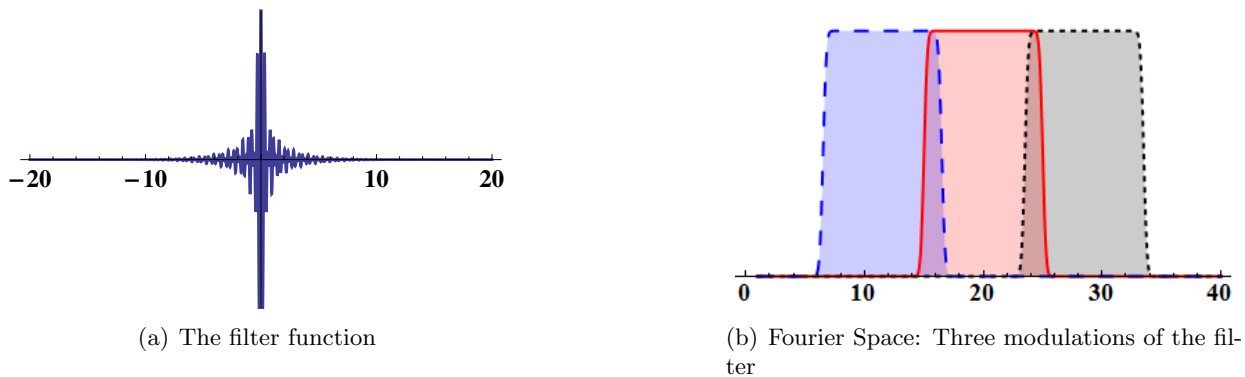 −20 −10 10 20
0 10 20 30 40
(a) The filter function
(b) Fourier Space: Three modulations of the fil-
ter